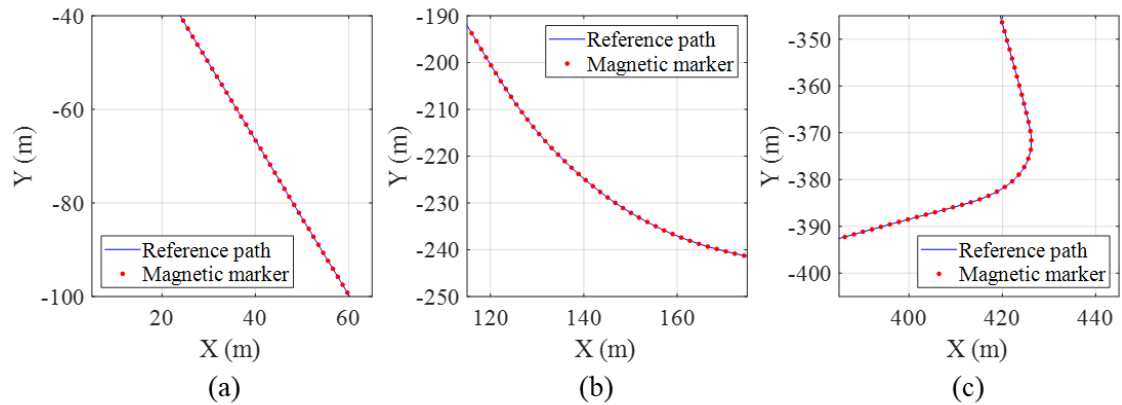 -40
-60
-80
-100
Y (m)
Reference path
Magnetic marker
20 40 60
X (m)
(a)
-190
-200
-210
-220
-230
-240
-250
Y (m)
Reference path
Magnetic marker
120 140 160
X (m)
(b)
-350
-360
-370
-380
-390
-400
Y (m)
Reference path
Magnetic marker
400 420 440
X (m)
(c)